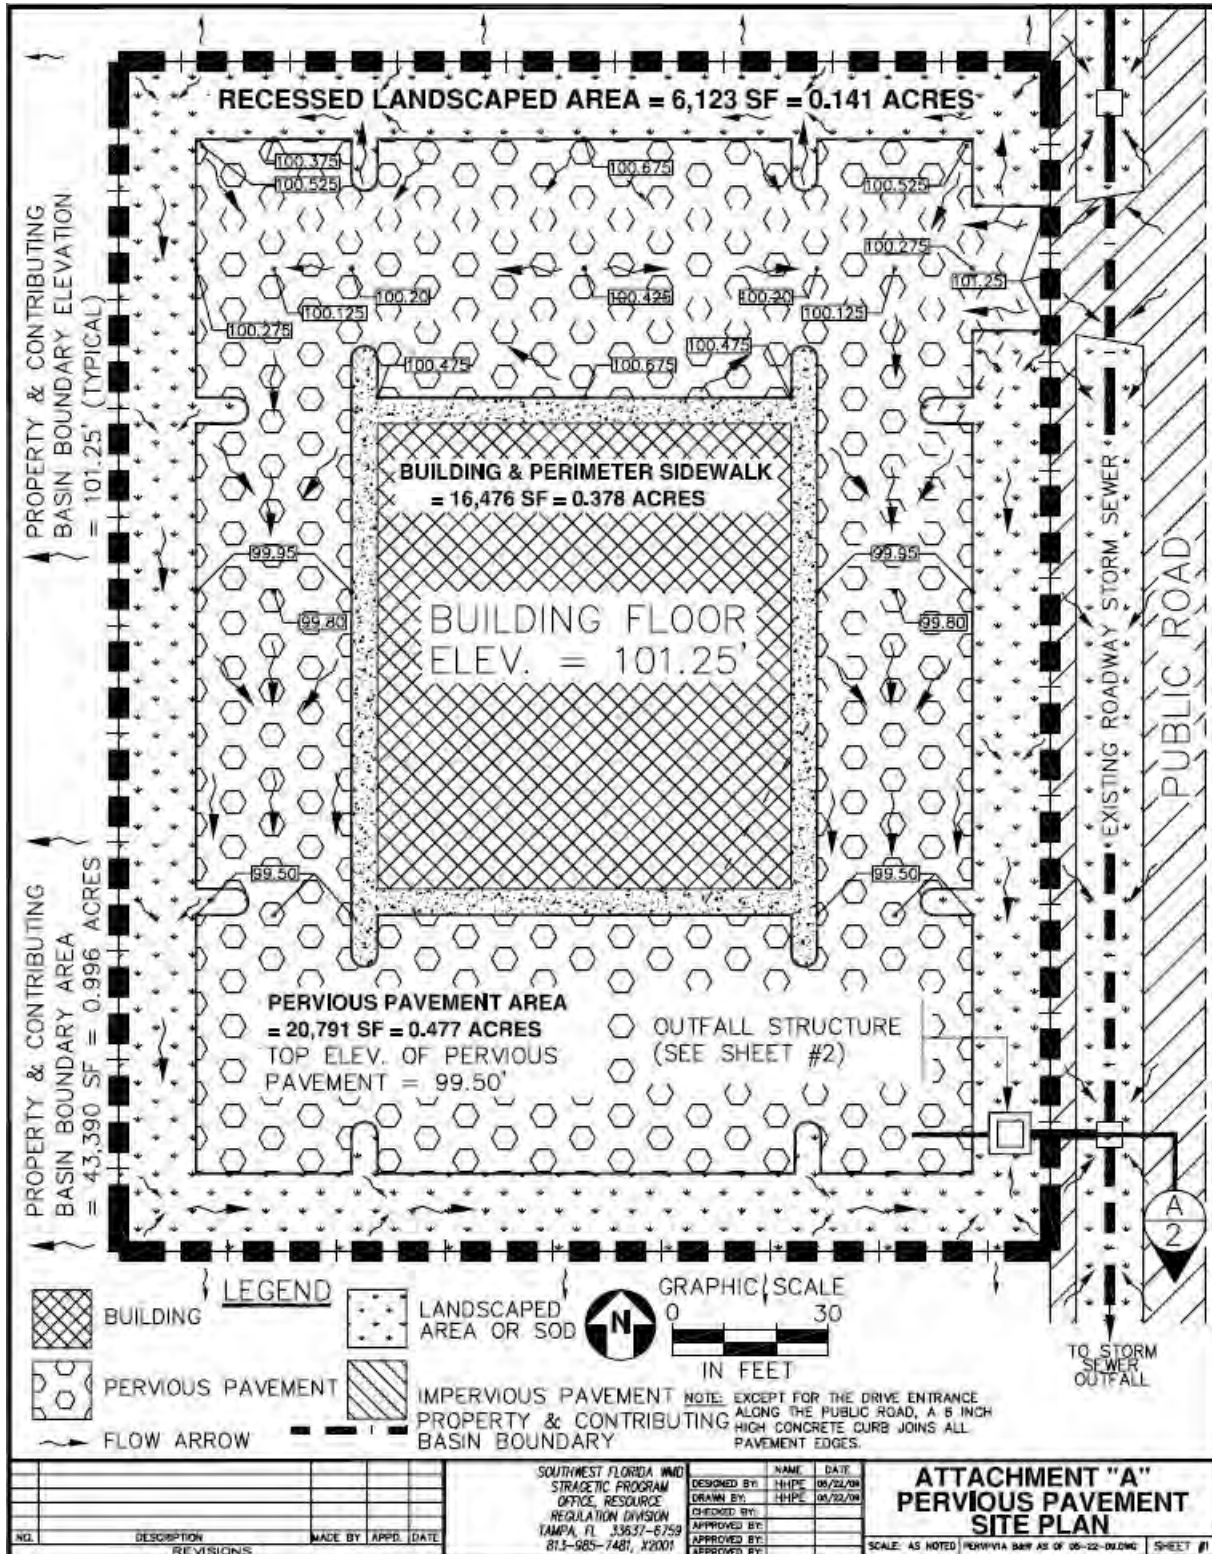 RECESSED LANDSCAPED AREA = 6,123 SF = 0.141 ACRES
100.375
100.525
100.675
100.525
100.275
101.25
100.20
100.125
100.425
100.20
100.125
100.275
100.475
100.675
100.475
PROPERTY & CONTRIBUTING
BASIN BOUNDARY ELEVATION
= 101.25' (TYPICAL)
BUILDING & PERIMETER SIDEWALK
= 16,476 SF = 0.378 ACRES
99.95
99.95
99.80
99.80
BUILDING FLOOR
ELEV. = 101.25'
EXISTING ROADWAY STORM SEWER
PUBLIC ROAD
99.50
99.50
PROPERTY & CONTRIBUTING
BASIN BOUNDARY AREA
= 43,390 SF = 0.996 ACRES
PERVIOUS PAVEMENT AREA
= 20,791 SF = 0.477 ACRES
TOP ELEV. OF PERVIOUS
PAVEMENT = 99.50'
OUTFALL STRUCTURE
(SEE SHEET #2)
A
2
LEGEND
BUILDING
LANDSCAPED
AREA OR SOD
N
GRAPHIC SCALE
0 30
IN FEET
TO STORM
SEWER
OUTFALL
PERVIOUS PAVEMENT
IMPERVIOUS PAVEMENT
FLOW ARROW
PROPERTY & CONTRIBUTING
BASIN BOUNDARY
NOTE: EXCEPT FOR THE DRIVE ENTRANCE
ALONG THE PUBLIC ROAD, A 6 INCH
HIGH CONCRETE CURB JOINS ALL
PAVEMENT EDGES.
NO. DESCRIPTION MADE BY APPD. DATE
REVISIONS
SOUTHWEST FLORIDA WMD
STRATEGIC PROGRAM
OFFICE, RESOURCE
REGULATION DIVISION
TAMPA, FL 33637-6759
813-985-7481, X2001
NAME DATE
DESIGNED BY: HHPE
DRAWN BY: HHPE
CHECKED BY:
APPROVED BY:
APPROVED BY:
APPROVED BY:
ATTACHMENT "A"
PERVIOUS PAVEMENT
SITE PLAN
SCALE: AS NOTED
SHEET #1